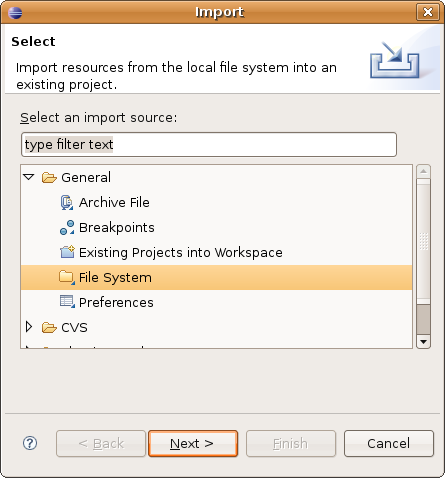 Import
Select
Import resources from the local file system into an
existing project.
Select an import source:
type filter text
General
Archive File
Breakpoints
Existing Projects into Workspace
File System
Preferences
CVS
< Back
Next >
Finish
Cancel